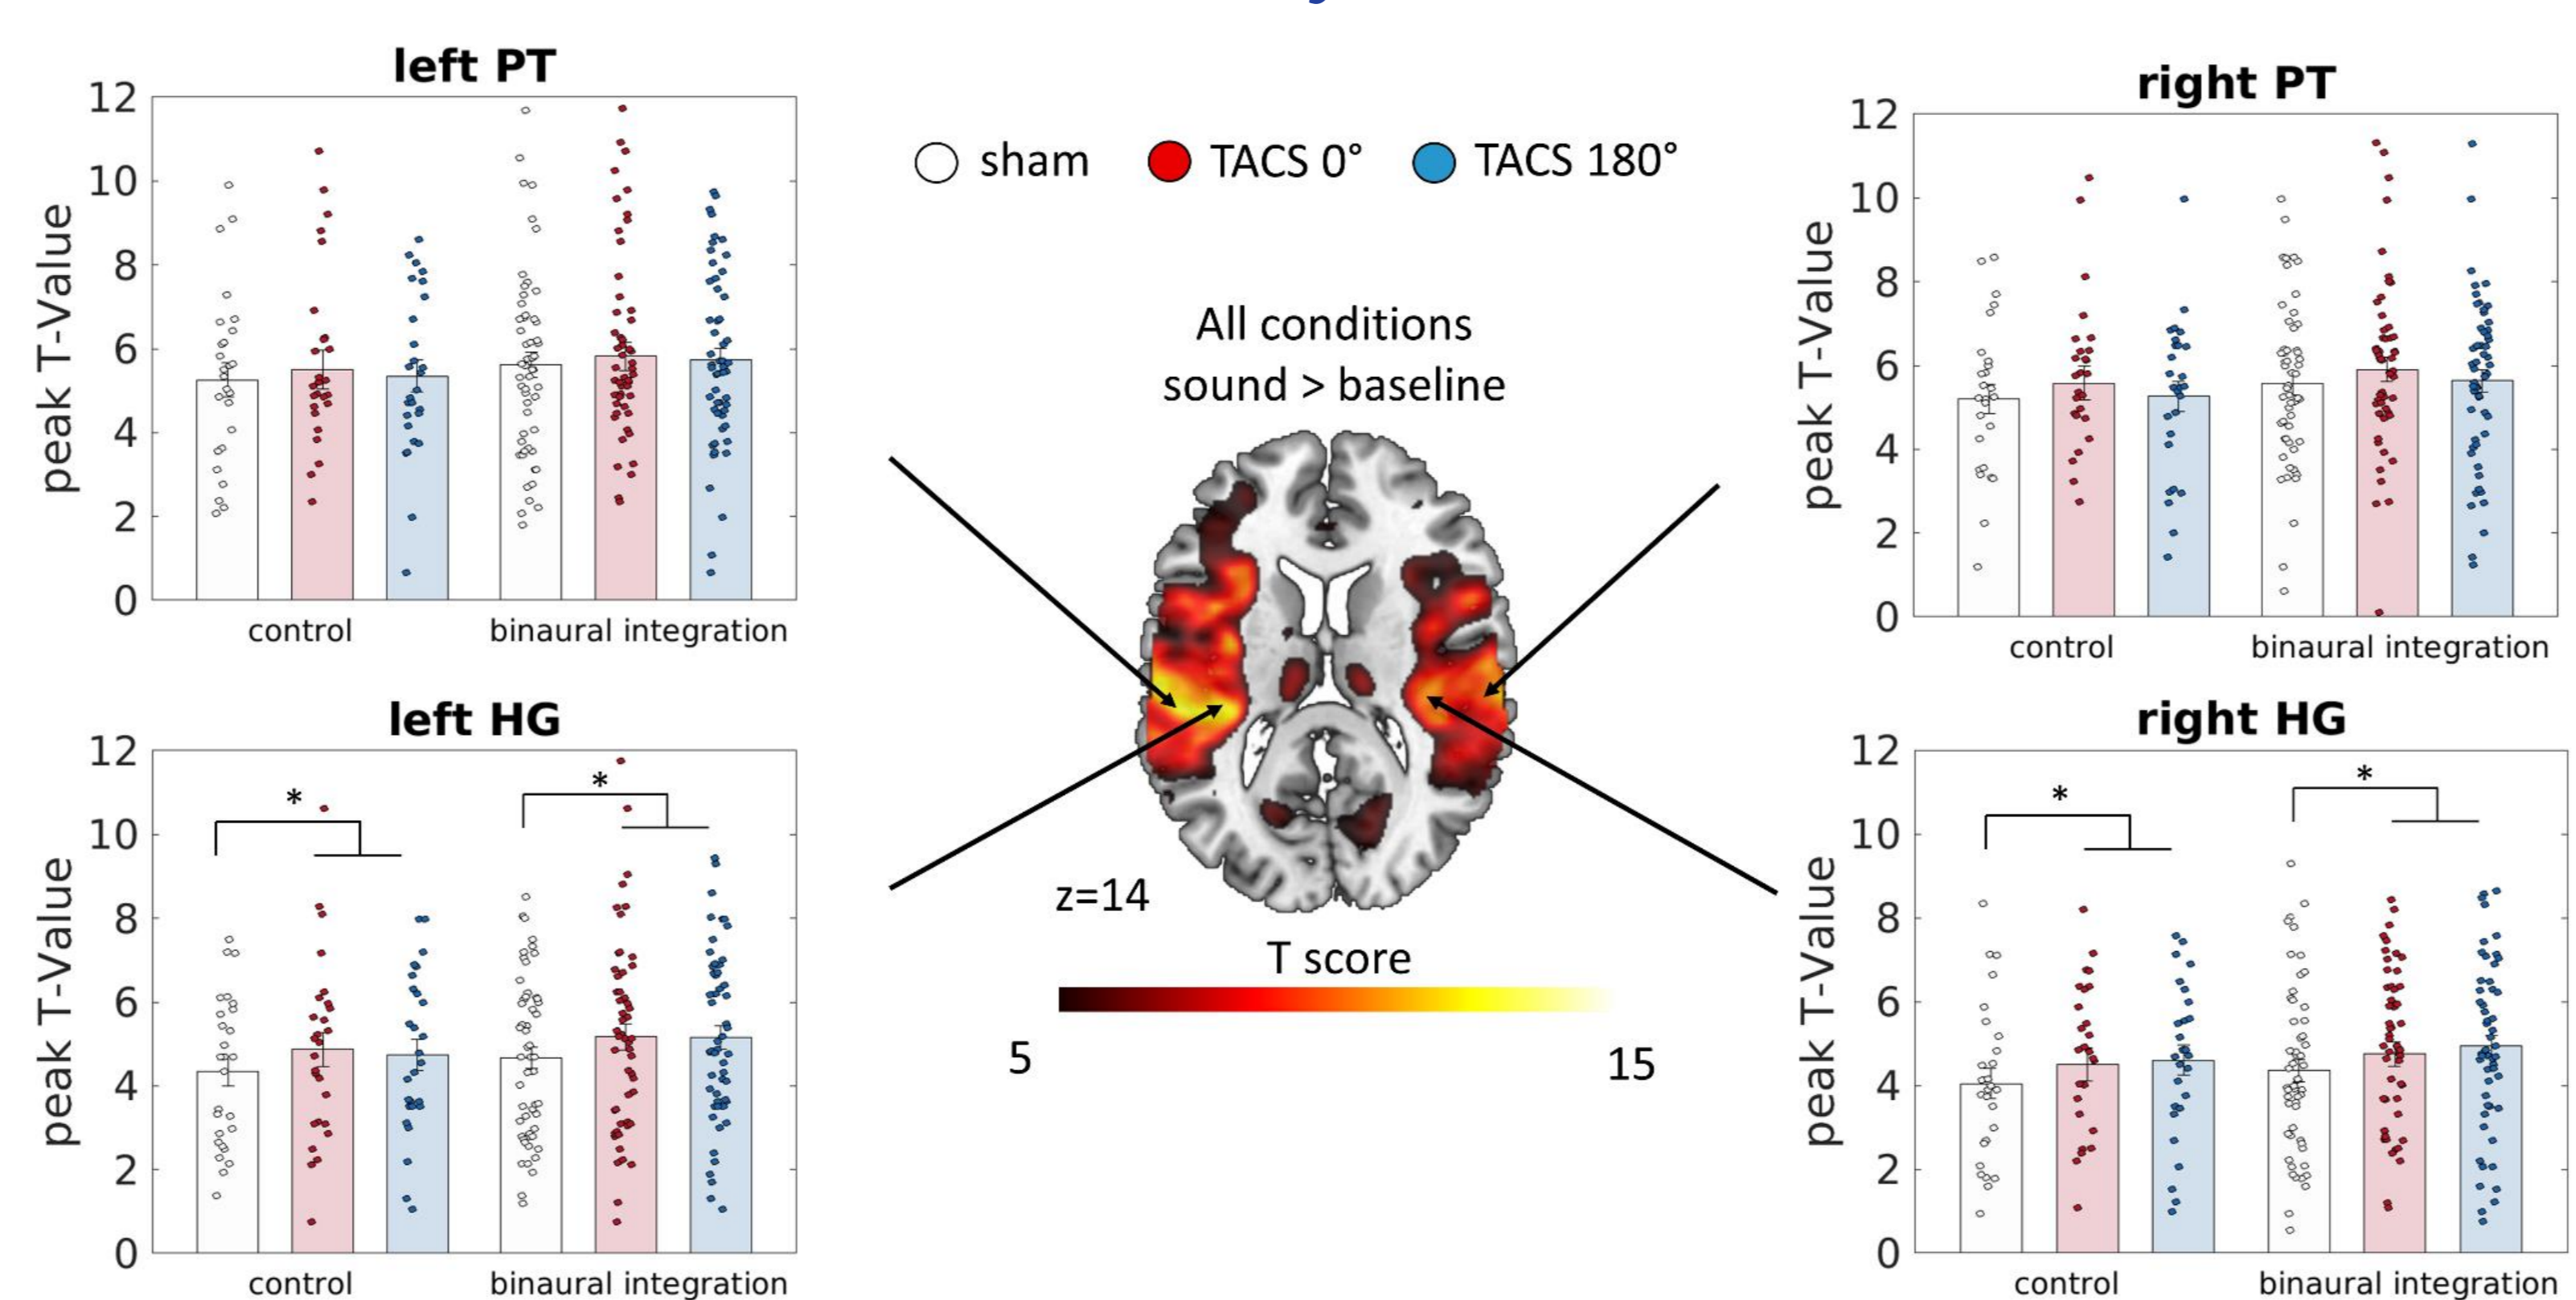 left PT
12
10
8
6
4
2
0
peak T-Value
control
binaural integration
sham
TACS 0°
TACS 180°
right PT
12
10
8
6
4
2
0
peak T-Value
control
binaural integration
All conditions
sound > baseline
z=14
T score
5
15
left HG
12
10
8
6
4
2
0
peak T-Value
*
*
control
binaural integration
right HG
12
10
8
6
4
2
0
peak T-Value
*
*
control
binaural integration